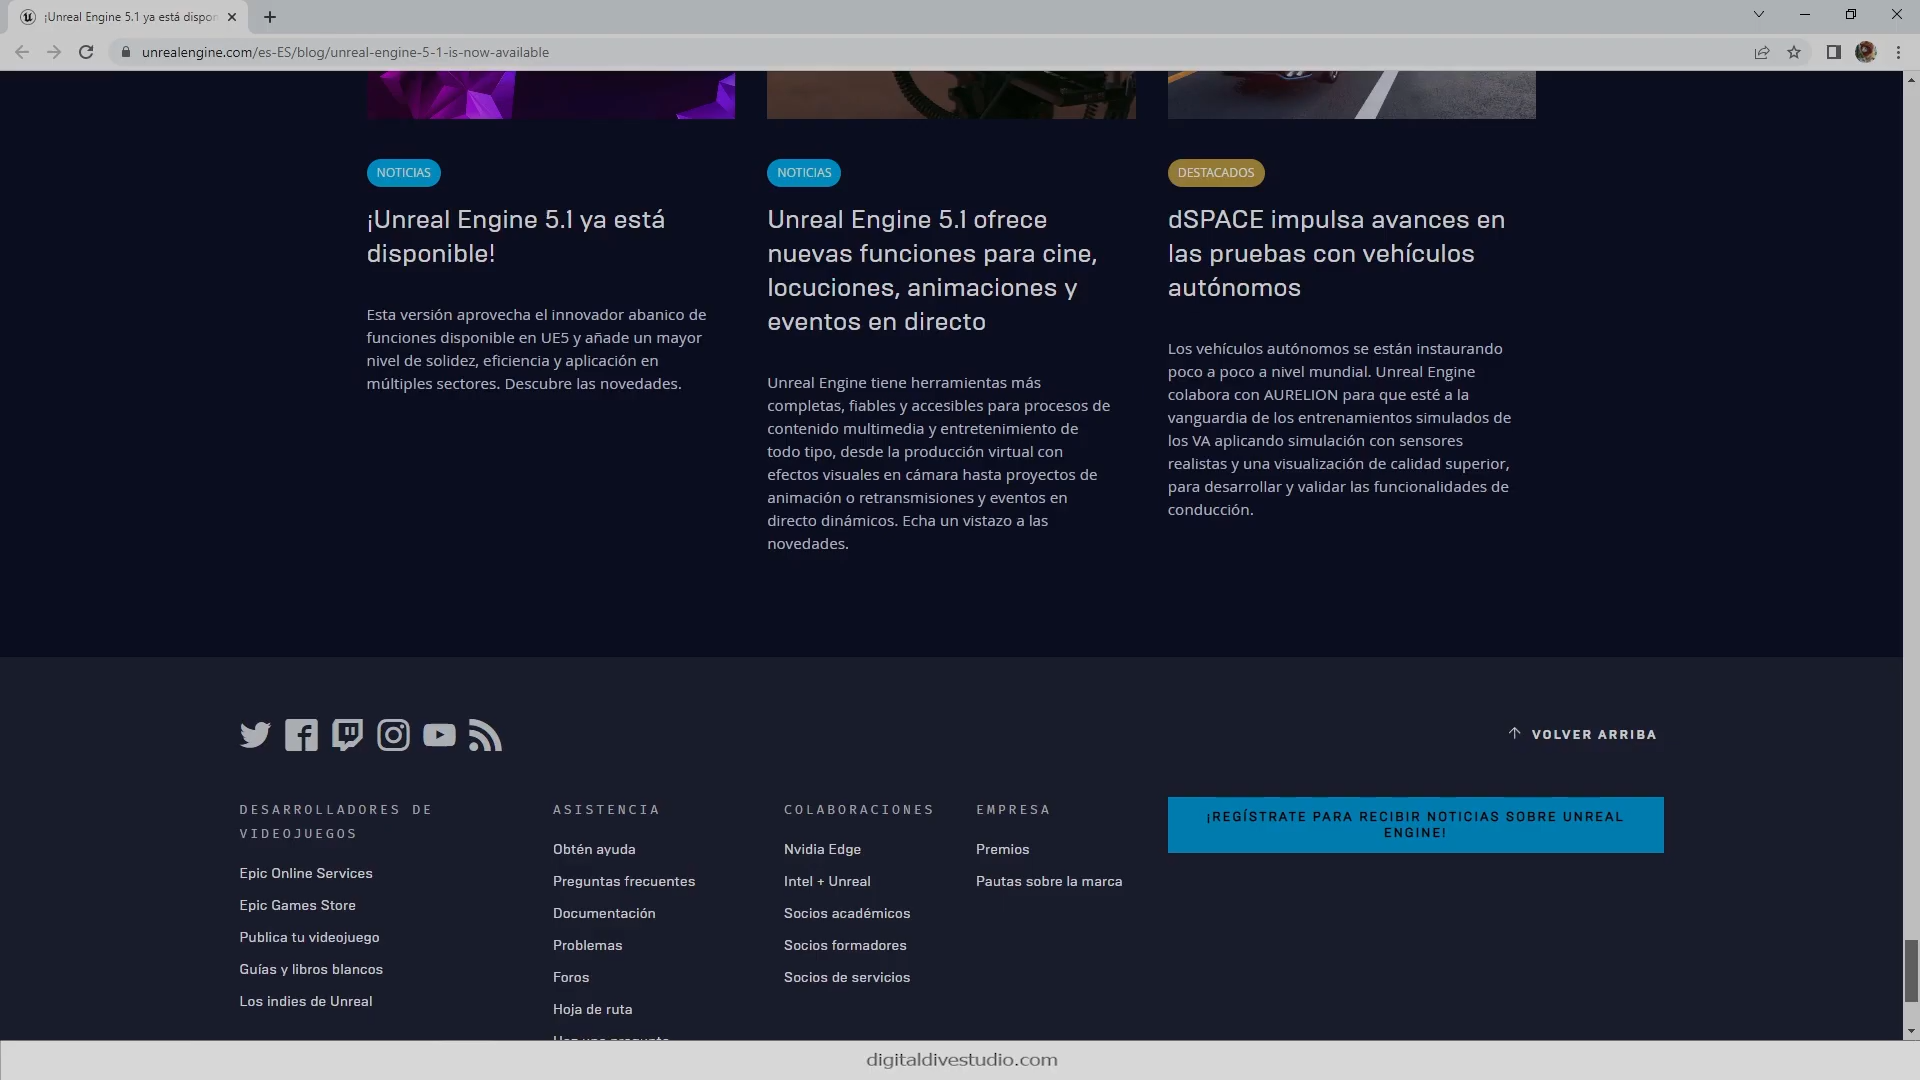 ¡Unreal Engine 5.1 ya está dispon
unrealengine.com/es-ES/blog/unreal-engine-5-1-is-now-available
NOTICIAS
¡Unreal Engine 5.1 ya está
disponible!
Esta versión aprovecha el innovador abanico de
funciones disponible en UE5 y añade un mayor
nivel de solidez, eficiencia y aplicación en
múltiples sectores. Descubre las novedades.
NOTICIAS
Unreal Engine 5.1 ofrece
nuevas funciones para cine,
locuciones, animaciones y
eventos en directo
Unreal Engine tiene herramientas más
completas, fiables y accesibles para procesos de
contenido multimedia y entretenimiento de
todo tipo, desde la producción virtual con
efectos visuales en cámara hasta proyectos de
animación o retransmisiones y eventos en
directo dinámicos. Echa un vistazo a las
novedades.
DESTACADOS
dSPACE impulsa avances en
las pruebas con vehículos
autónomos
Los vehículos autónomos se están instaurando
poco a poco a nivel mundial. Unreal Engine
colabora con AURELION para que esté a la
vanguardia de los entrenamientos simulados de
los VA aplicando simulación con sensores
realistas y una visualización de calidad superior,
para desarrollar y validar las funcionalidades de
conducción.
VOLVER ARRIBA
DESARROLLADORES DE
VIDEOJUEGOS
Epic Online Services
Epic Games Store
Publica tu videojuego
Guías y libros blancos
Los indies de Unreal
ASISTENCIA
Obtén ayuda
Preguntas frecuentes
Documentación
Problemas
Foros
Hoja de ruta
COLABORACIONES
Nvidia Edge
Intel + Unreal
Socios académicos
Socios formadores
Socios de servicios
EMPRESA
Premios
Pautas sobre la marca
¡REGÍSTRATE PARA RECIBIR NOTICIAS SOBRE UNREAL
ENGINE!
digitaldivestudio.com